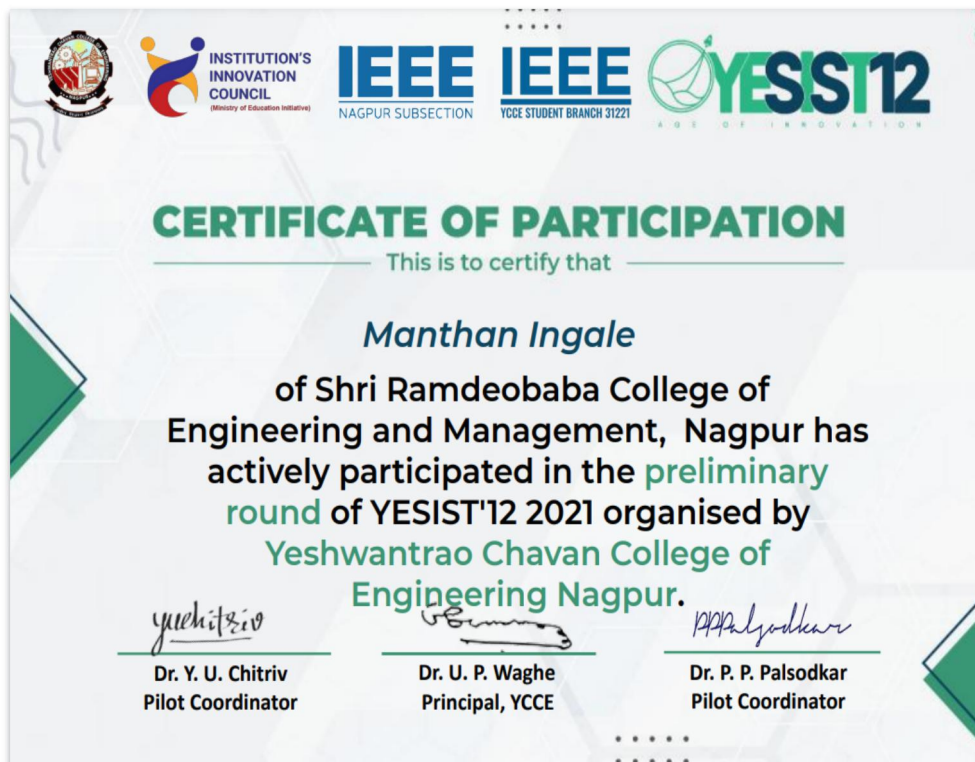 INSTITUTION'S
INNOVATION
COUNCIL
(Ministry of Education Initiative)
IEEE
NAGPUR SUBSECTION
IEEE
YCCE STUDENT BRANCH 31221
YESIST12
AGE OF INNOVATION
CERTIFICATE OF PARTICIPATION
This is to certify that
Manthan Ingale
of Shri Ramdeobaba College of
Engineering and Management, Nagpur has
actively participated in the preliminary
round of YESIST'12 2021 organised by
Yeshwantrao Chavan College of
Engineering Nagpur.
Dr. Y. U. Chitriv
Pilot Coordinator
Dr. U. P. Waghe
Principal, YCCE
Dr. P. P. Palsodkar
Pilot Coordinator